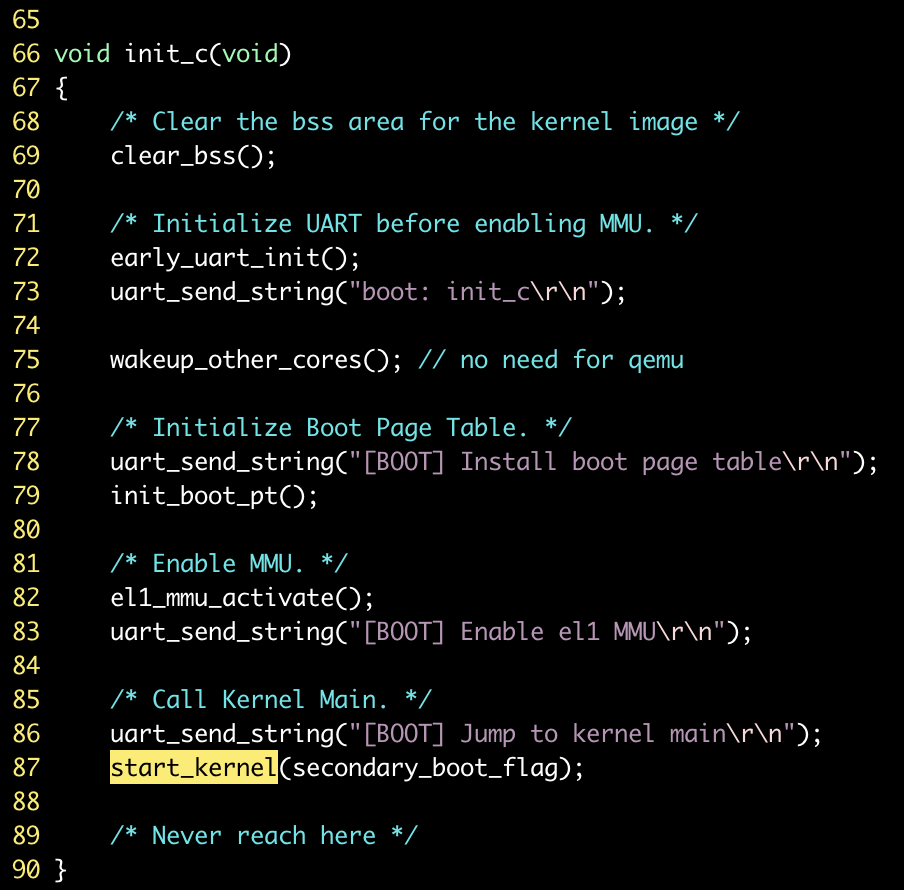 65
66 void init_c(void)
67 {
68     /* Clear the bss area for the kernel image */
69     clear_bss();
70
71     /* Initialize UART before enabling MMU. */
72     early_uart_init();
73     uart_send_string("boot: init_c\r\n");
74
75     wakeup_other_cores(); // no need for qemu
76
77     /* Initialize Boot Page Table. */
78     uart_send_string("[BOOT] Install boot page table\r\n");
79     init_boot_pt();
80
81     /* Enable MMU. */
82     el1_mmu_activate();
83     uart_send_string("[BOOT] Enable el1 MMU\r\n");
84
85     /* Call Kernel Main. */
86     uart_send_string("[BOOT] Jump to kernel main\r\n");
87     start_kernel(secondary_boot_flag);
88
89     /* Never reach here */
90 }